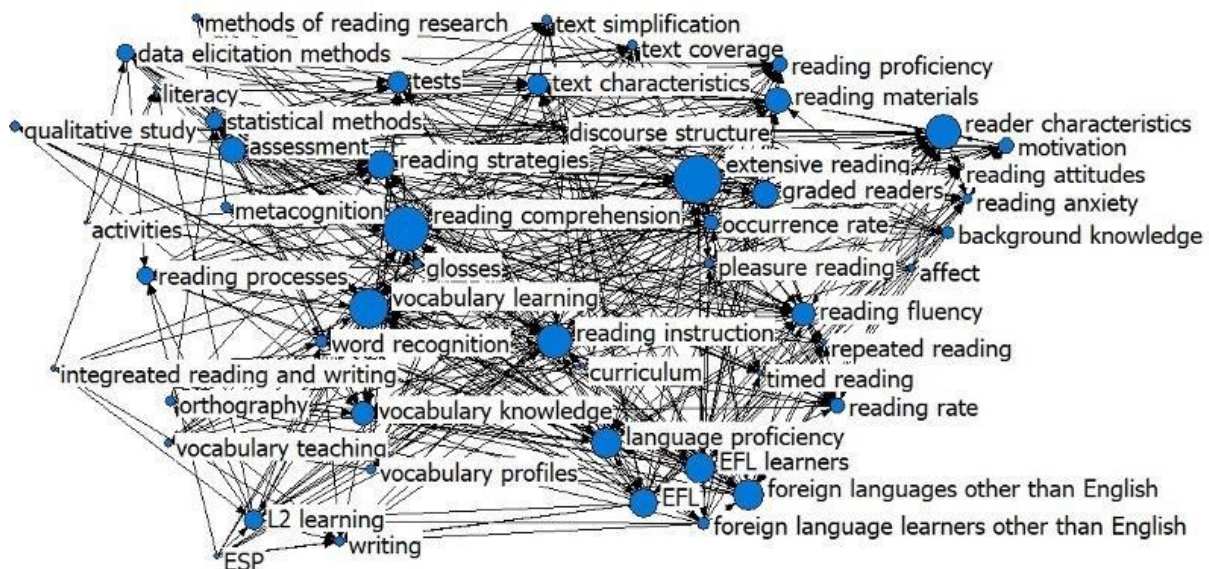 methods of reading research
text simplification
data elicitation methods
text coverage
tests
text characteristics
reading proficiency
literacy
reading materials
qualitative study
statistical methods
discourse structure
reader characteristics
assessment
reading strategies
extensive reading
motivation
graded readers
reading attitudes
metacognition
reading comprehension
occurrence rate
reading anxiety
activities
background knowledge
reading processes
glosses
pleasure reading
affect
vocabulary learning
reading fluency
word recognition
reading instruction
repeated reading
integreated reading and writing
curriculum
timed reading
orthography
vocabulary knowledge
reading rate
vocabulary teaching
language proficiency
vocabulary profiles
EFL learners
L2 learning
EFL
foreign languages other than English
writing
foreign language learners other than English
ESP